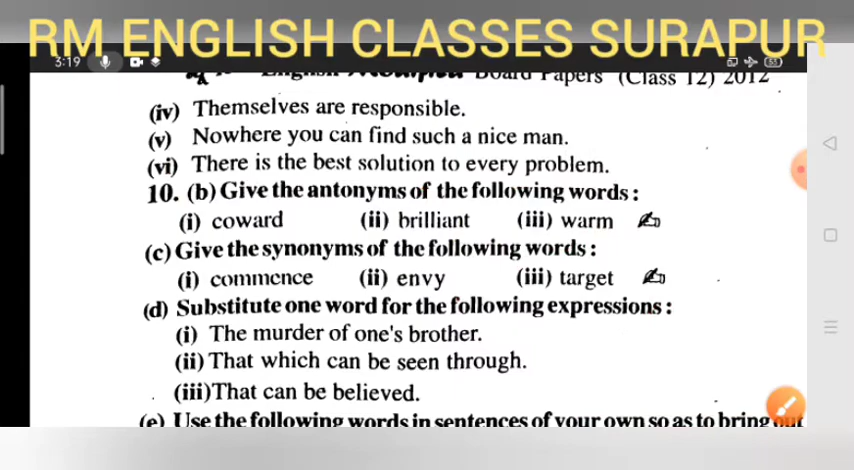 RM ENGLISH CLASSES SURAPUR
3:19
53
English Board Papers (Class 12) 2012
(iv) Themselves are responsible.
(v) Nowhere you can find such a nice man.
(vi) There is the best solution to every problem.
10. (b) Give the antonyms of the following words :
(i) coward (ii) brilliant (iii) warm
(c) Give the synonyms of the following words :
(i) commence (ii) envy (iii) target
(d) Substitute one word for the following expressions :
(i) The murder of one's brother.
(ii) That which can be seen through.
(iii) That can be believed.
(e) Use the following words in sentences of your own so as to bring out